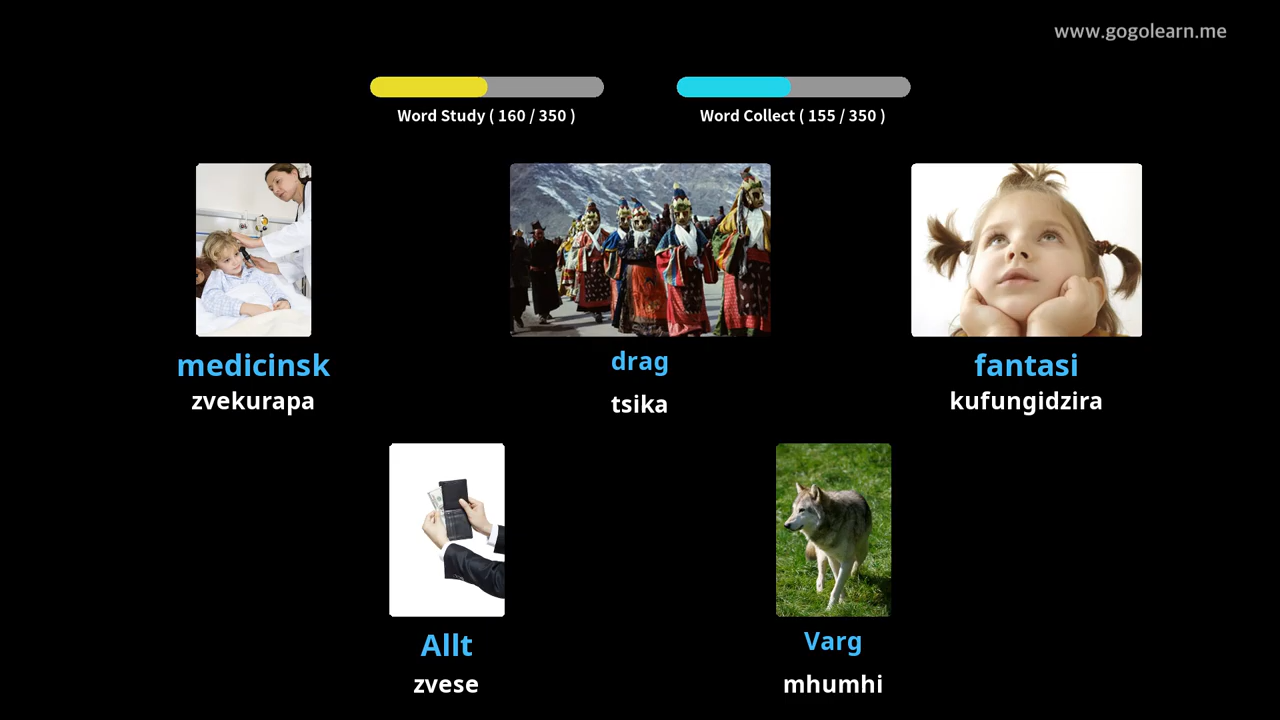 www.gogolearn.me
Word Study ( 160 / 350 )
Word Collect ( 155 / 350 )
medicinsk
zvekurapa
drag
tsika
fantasi
kufungidzira
Allt
zvese
Varg
mhumhi